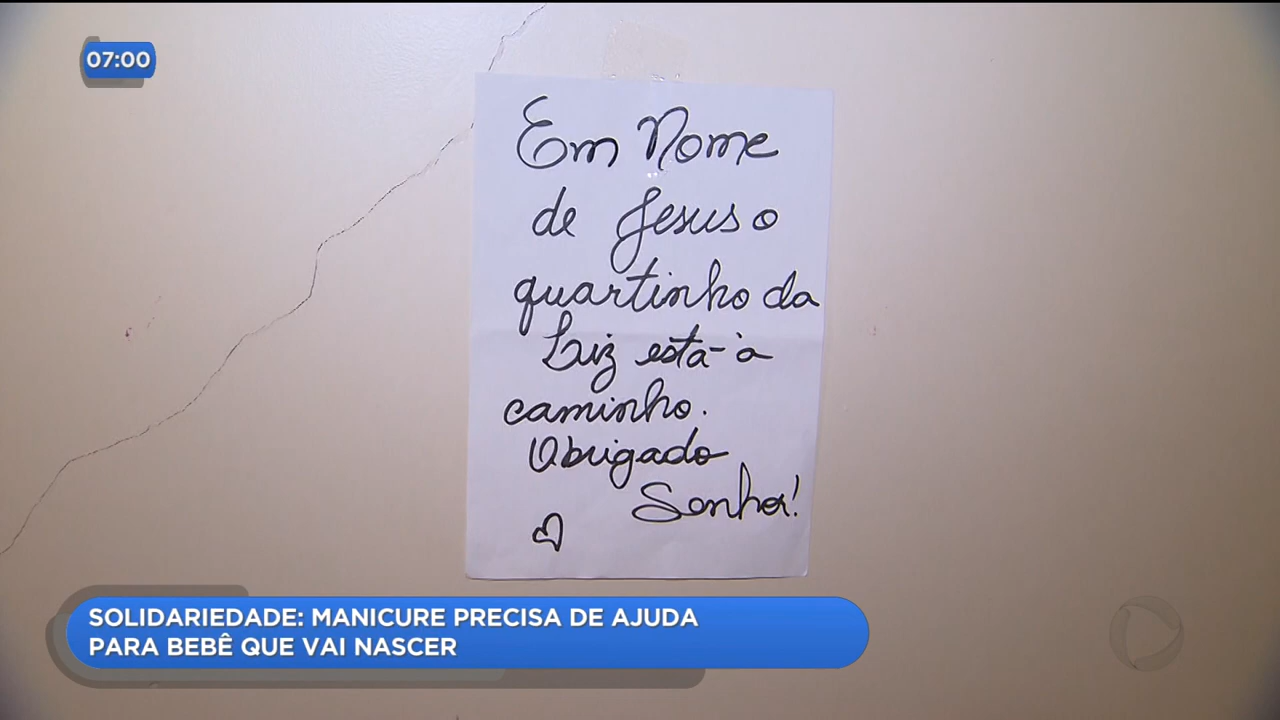 07:00
Em Nome
de Jesus o
quartinho da
Luiz está à
caminho.
Obrigado
Senhor!
SOLIDARIEDADE: MANICURE PRECISA DE AJUDA
PARA BEBÊ QUE VAI NASCER